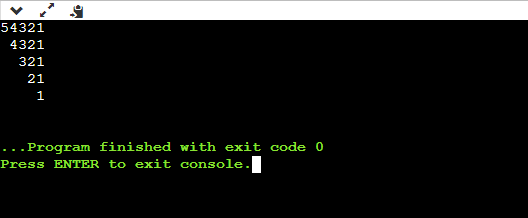 54321
 4321
  321
   21
    1
...Program finished with exit code 0
Press ENTER to exit console.